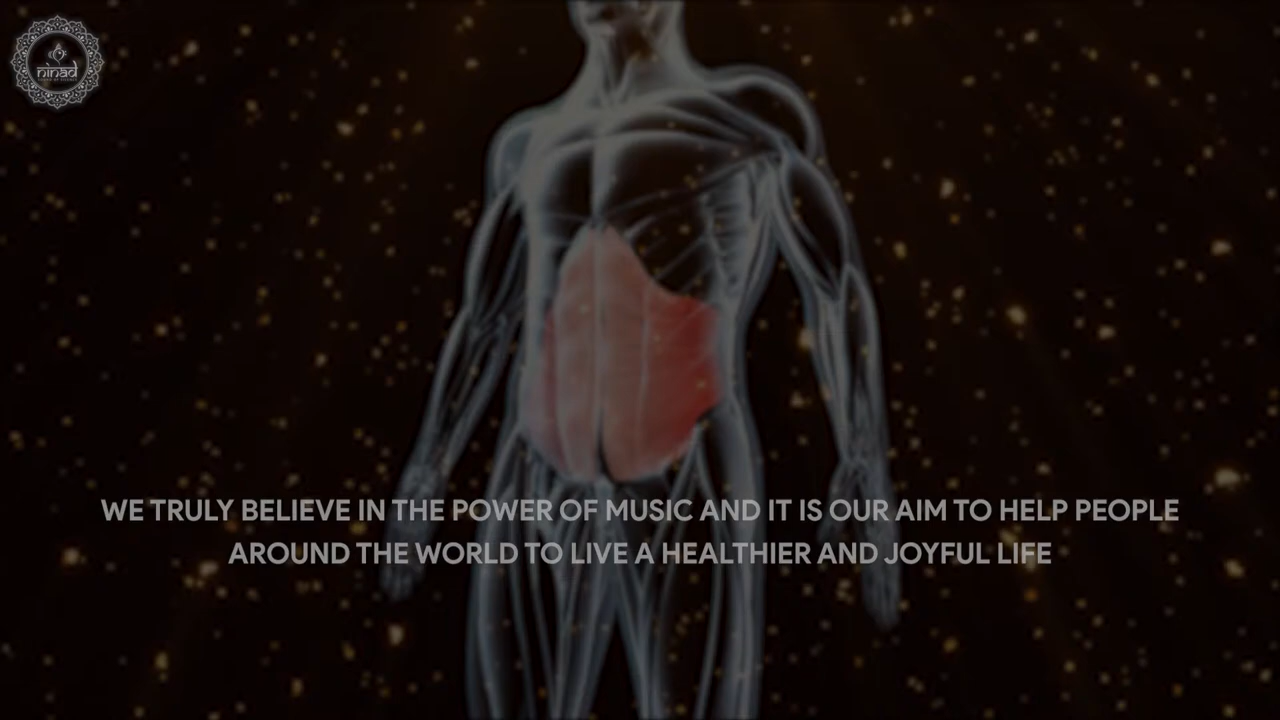 ninad
WE TRULY BELIEVE IN THE POWER OF MUSIC AND IT IS OUR AIM TO HELP PEOPLE
AROUND THE WORLD TO LIVE A HEALTHIER AND JOYFUL LIFE